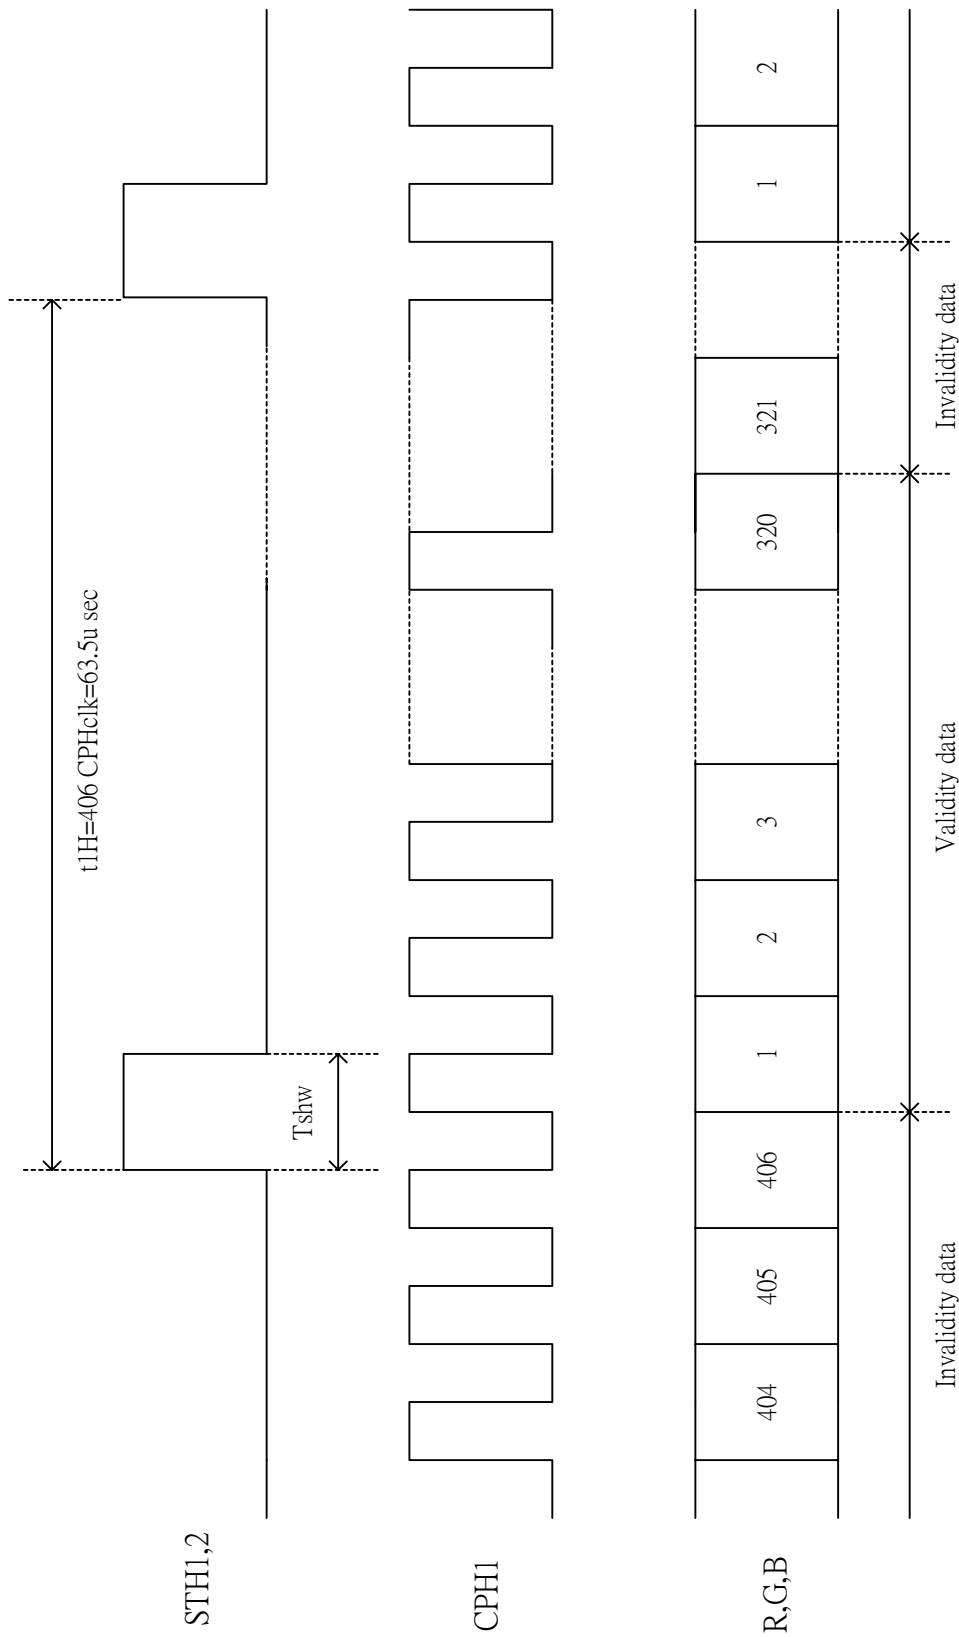 t1H=406 CPHclk=63.5u sec
STH1,2
Tshw
CPH1
R,G,B
404
405
406
1
2
3
320
321
1
2
Invalidity data
Validity data
Invalidity data